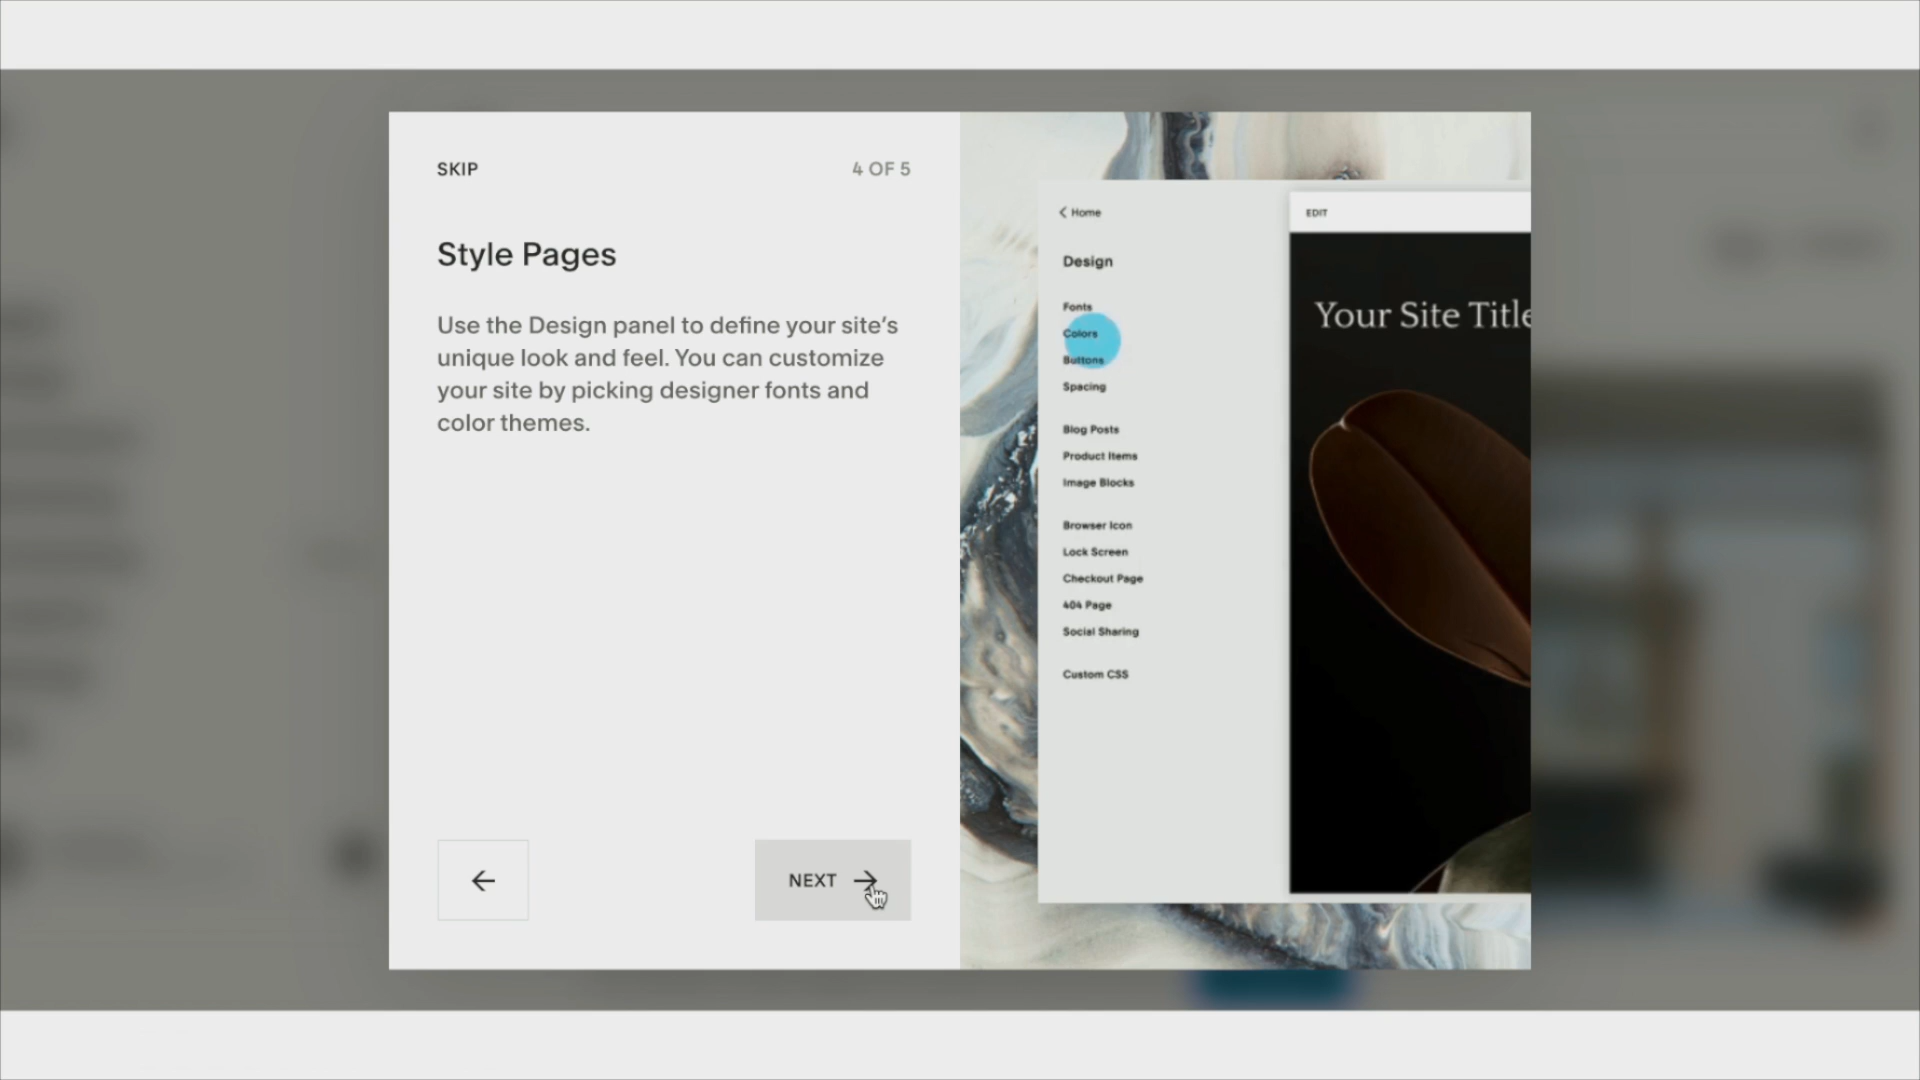 SKIP
4 OF 5
Style Pages
Use the Design panel to define your site’s
unique look and feel. You can customize
your site by picking designer fonts and
color themes.
NEXT
Home
Design
Fonts
Colors
Buttons
Spacing
Blog Posts
Product Items
Image Blocks
Browser Icon
Lock Screen
Checkout Page
404 Page
Social Sharing
Custom CSS
EDIT
Your Site Title